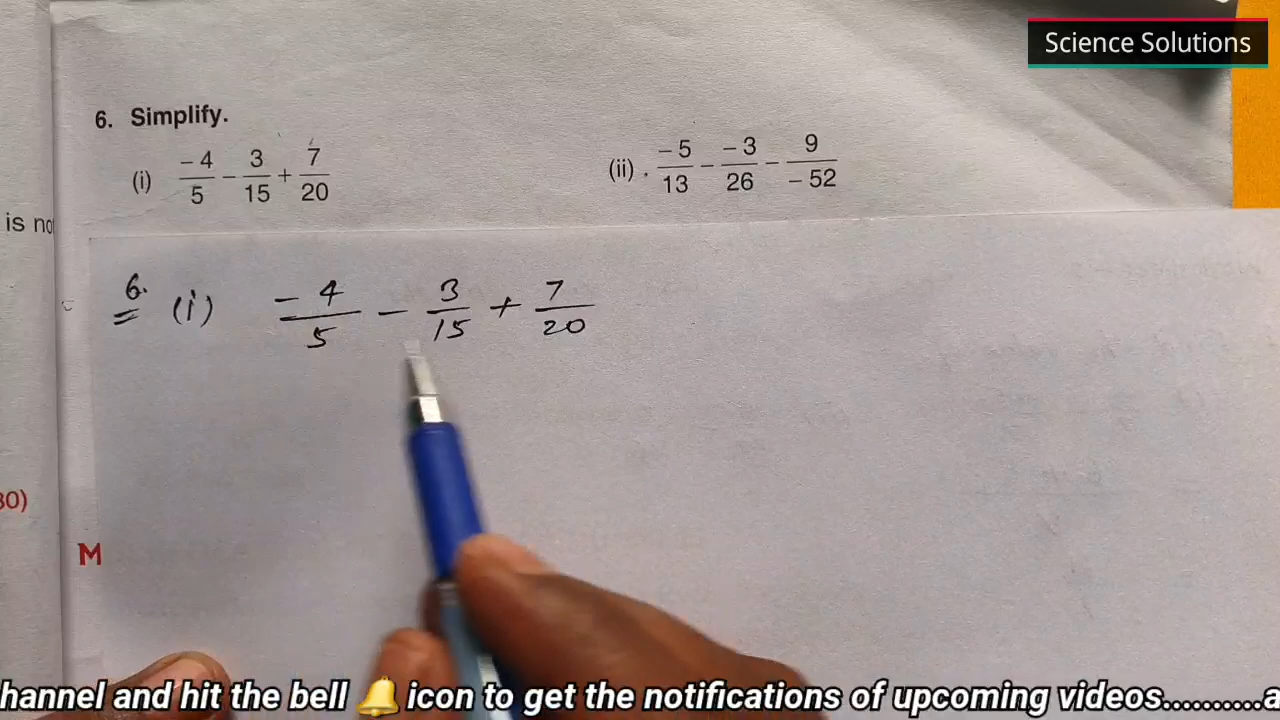 Science Solutions
6. Simplify.
(i) -4/5 - 3/15 + 7/20
(ii) . -5/13 - -3/26 - 9/-52
is no
6. (i) -4/5 - 3/15 + 7/20
30)
M
hannel and hit the bell 🔔 icon to get the notifications of upcoming videos..........a